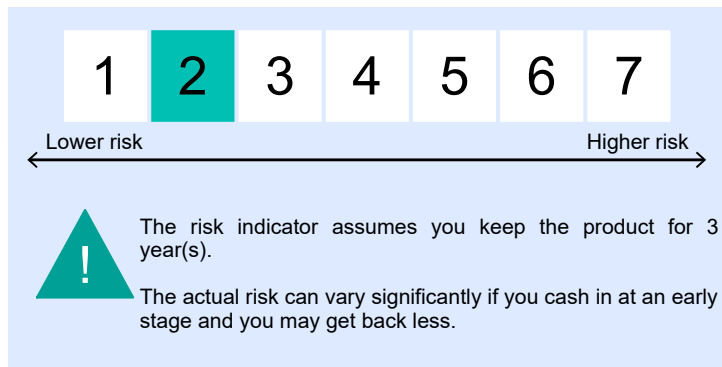 1 2 3 4 5 6 7
Lower risk Higher risk
!
The risk indicator assumes you keep the product for 3
year(s).
The actual risk can vary significantly if you cash in at an early
stage and you may get back less.